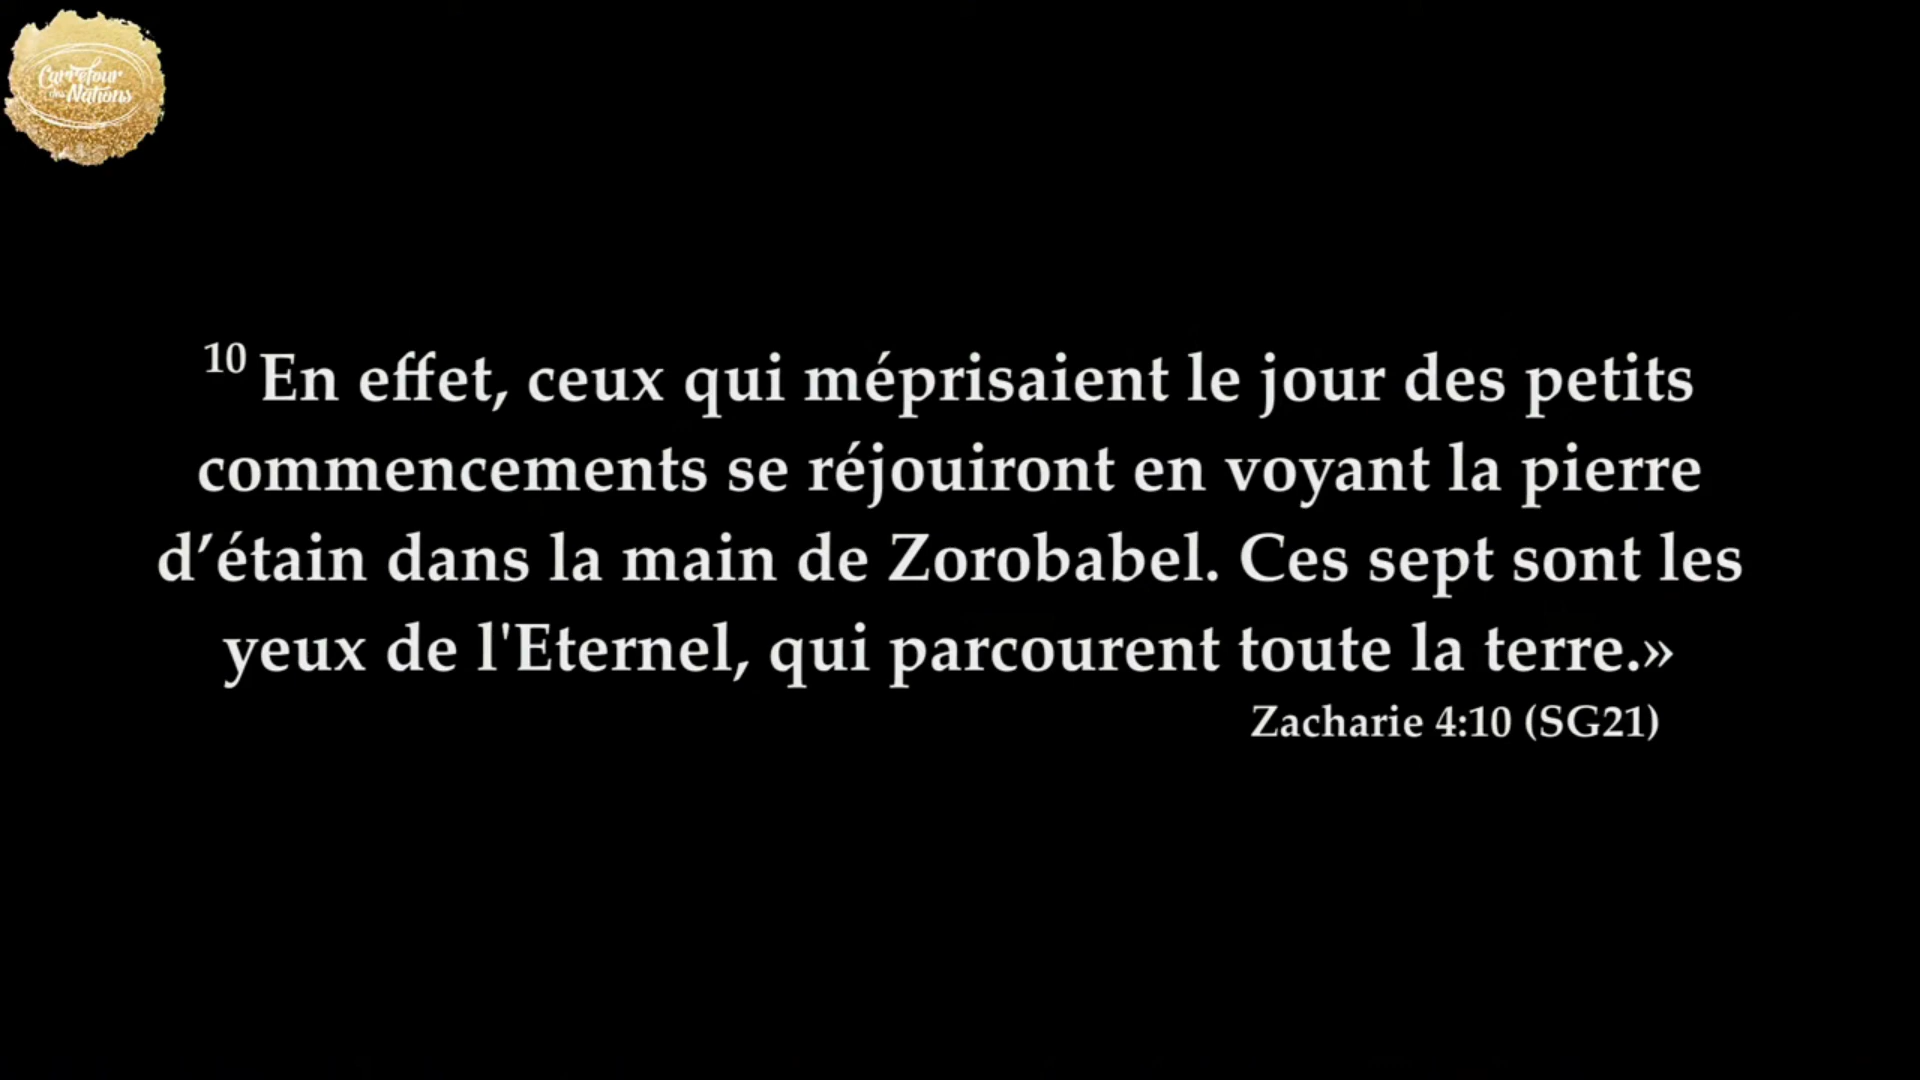 Carrefour
des Nations
10 En effet, ceux qui méprisaient le jour des petits
commencements se réjouiront en voyant la pierre
d’étain dans la main de Zorobabel. Ces sept sont les
yeux de l'Eternel, qui parcourent toute la terre.»
Zacharie 4:10 (SG21)